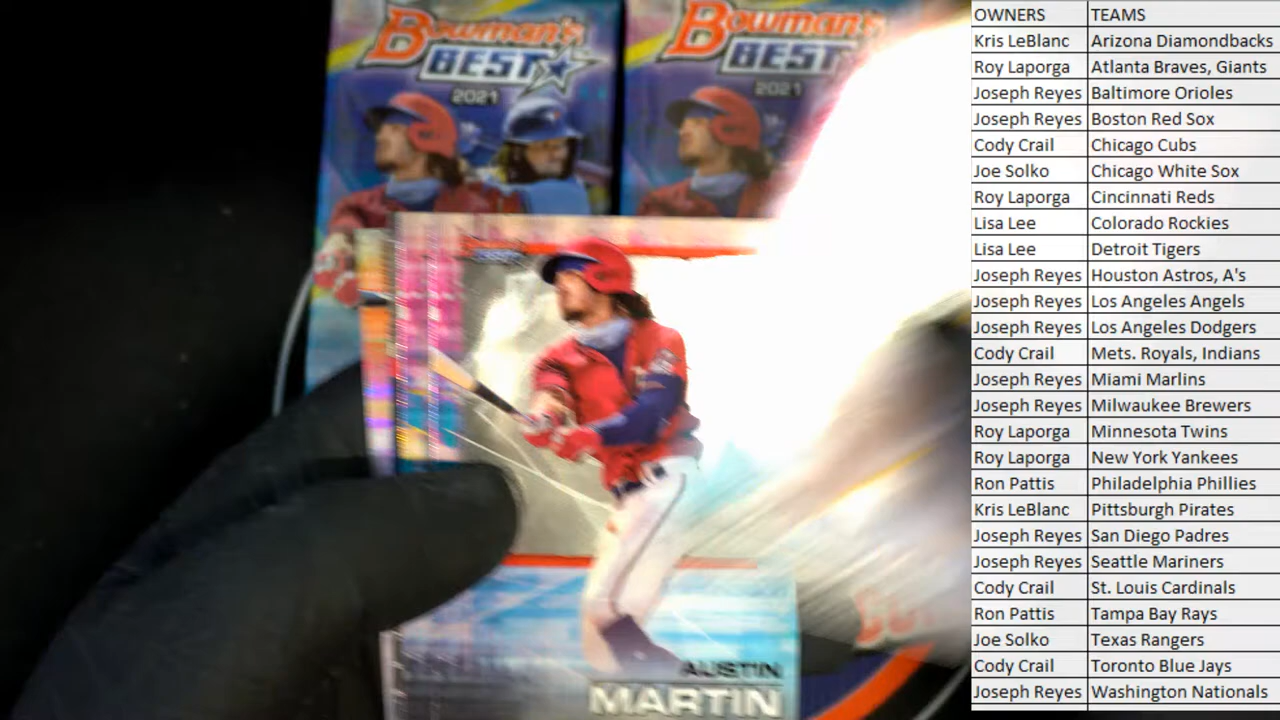 Bowman's
BEST
2021
Bowman's
BEST
2021
AUSTIN
MARTIN
OWNERS TEAMS
Kris LeBlanc Arizona Diamondbacks
Roy Laporga Atlanta Braves, Giants
Joseph Reyes Baltimore Orioles
Joseph Reyes Boston Red Sox
Cody Crail Chicago Cubs
Joe Solko Chicago White Sox
Roy Laporga Cincinnati Reds
Lisa Lee Colorado Rockies
Lisa Lee Detroit Tigers
Joseph Reyes Houston Astros, A's
Joseph Reyes Los Angeles Angels
Joseph Reyes Los Angeles Dodgers
Cody Crail Mets. Royals, Indians
Joseph Reyes Miami Marlins
Joseph Reyes Milwaukee Brewers
Roy Laporga Minnesota Twins
Roy Laporga New York Yankees
Ron Pattis Philadelphia Phillies
Kris LeBlanc Pittsburgh Pirates
Joseph Reyes San Diego Padres
Joseph Reyes Seattle Mariners
Cody Crail St. Louis Cardinals
Ron Pattis Tampa Bay Rays
Joe Solko Texas Rangers
Cody Crail Toronto Blue Jays
Joseph Reyes Washington Nationals